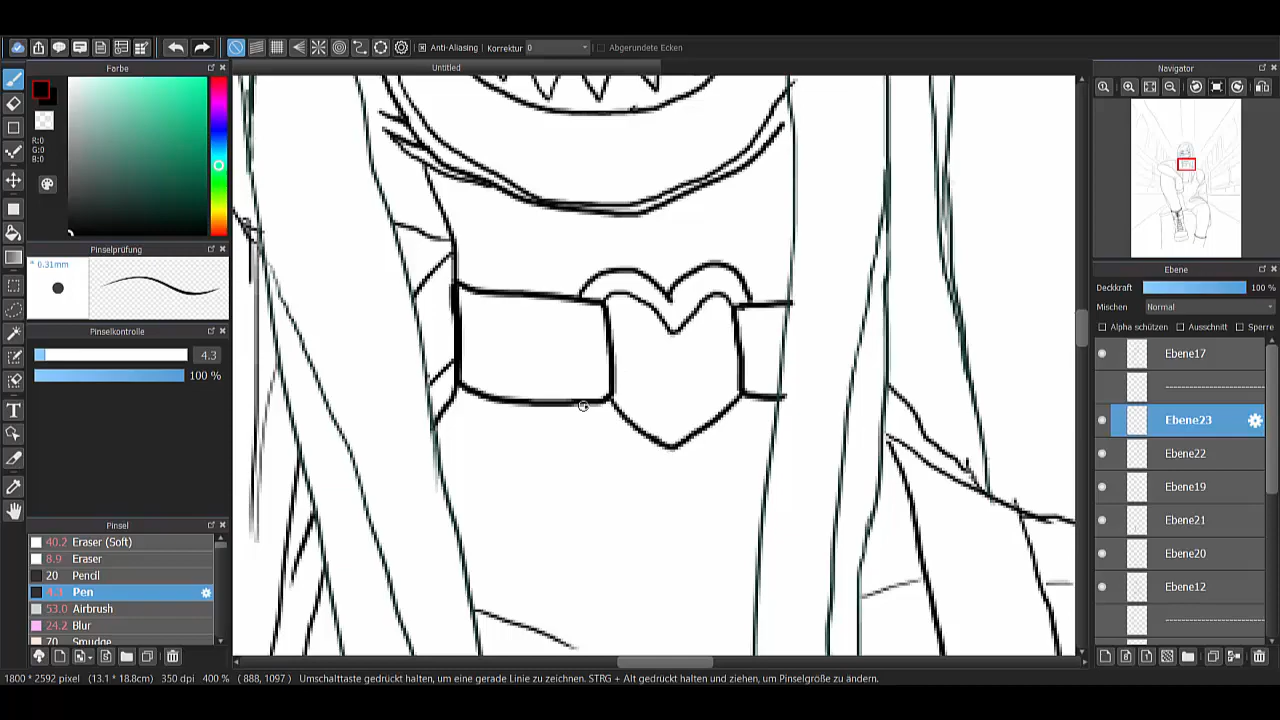 Anti-Aliasing Korrektur 0 Abgerundete Ecken
Farbe
Untitled
Navigator
R:0
G:0
B:0
Pinselprüfung
* 0.31mm
Pinselkontrolle
4.3
100 %
Pinsel
40.2 Eraser (Soft)
8.9 Eraser
20 Pencil
4.3 Pen
53.0 Airbrush
24.2 Blur
70 Smudge
Ebene
Deckkraft 100 %
Mischen Normal
Alpha schützen Ausschnitt Sperre
Ebene17
Ebene23
Ebene22
Ebene19
Ebene21
Ebene20
Ebene12
1800 * 2592 pixel (13.1 * 18.8cm) 350 dpi 400 % ( 888, 1097 ) Umschalttaste gedrückt halten, um eine gerade Linie zu zeichnen. STRG + Alt gedrückt halten und ziehen, um Pinselgröße zu ändern.